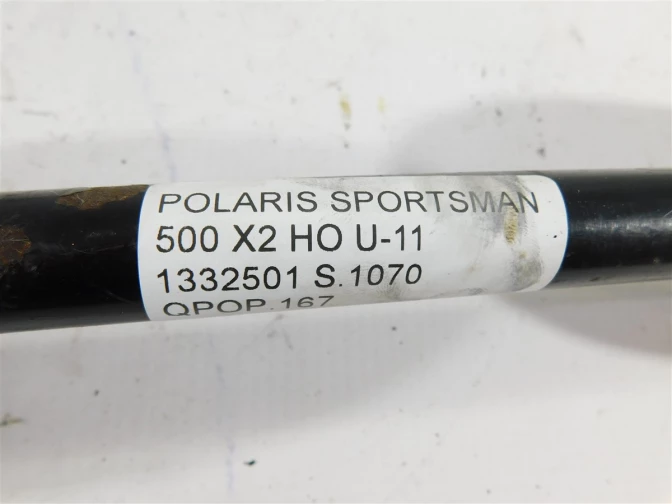 POLARIS SPORTSMAN
500 X2 HO U-11
1332501 S.1070
QPOP.167